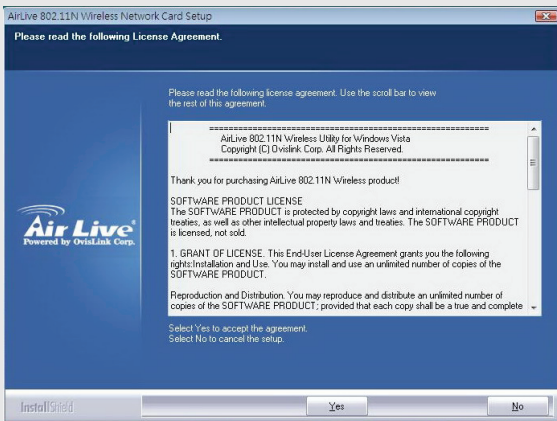 AirLive 802.11N Wireless Network Card Setup
Please read the following License Agreement.
Please read the following license agreement. Use the scroll bar to view
the rest of this agreement.
============================================================
AirLive 802.11N Wireless Utility for Windows Vista
Copyright (C) Ovislink Corp. All Rights Reserved.
============================================================
Thank you for purchasing AirLive 802.11N Wireless product!
SOFTWARE PRODUCT LICENSE
The SOFTWARE PRODUCT is protected by copyright laws and international copyright
treaties, as well as other intellectual property laws and treaties. The SOFTWARE PRODUCT
is licensed, not sold.
1. GRANT OF LICENSE. This End-User License Agreement grants you the following
rights:Installation and Use. You may install and use an unlimited number of copies of the
SOFTWARE PRODUCT.
Reproduction and Distribution. You may reproduce and distribute an unlimited number of
copies of the SOFTWARE PRODUCT; provided that each copy shall be a true and complete
Air Live®
Powered by OvisLink Corp.
Select Yes to accept the agreement.
Select No to cancel the setup.
InstallShield
Yes
No